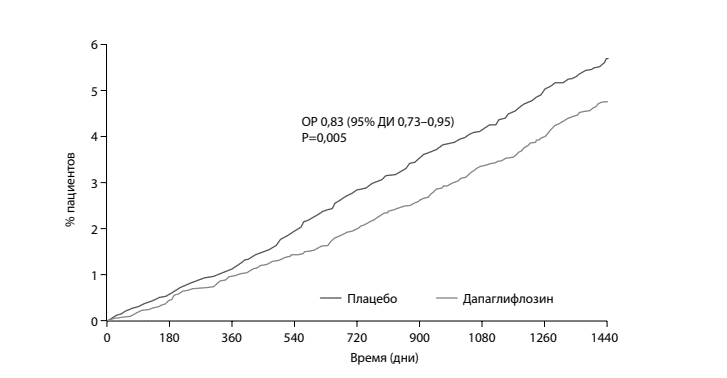 6
5
4
3
2
1
0
% пациентов
ОР 0,83 (95% ДИ 0,73–0,95)
P=0,005
Плацебо Дапаглифлозин
0 180 360 540 720 900 1080 1260 1440
Время (дни)